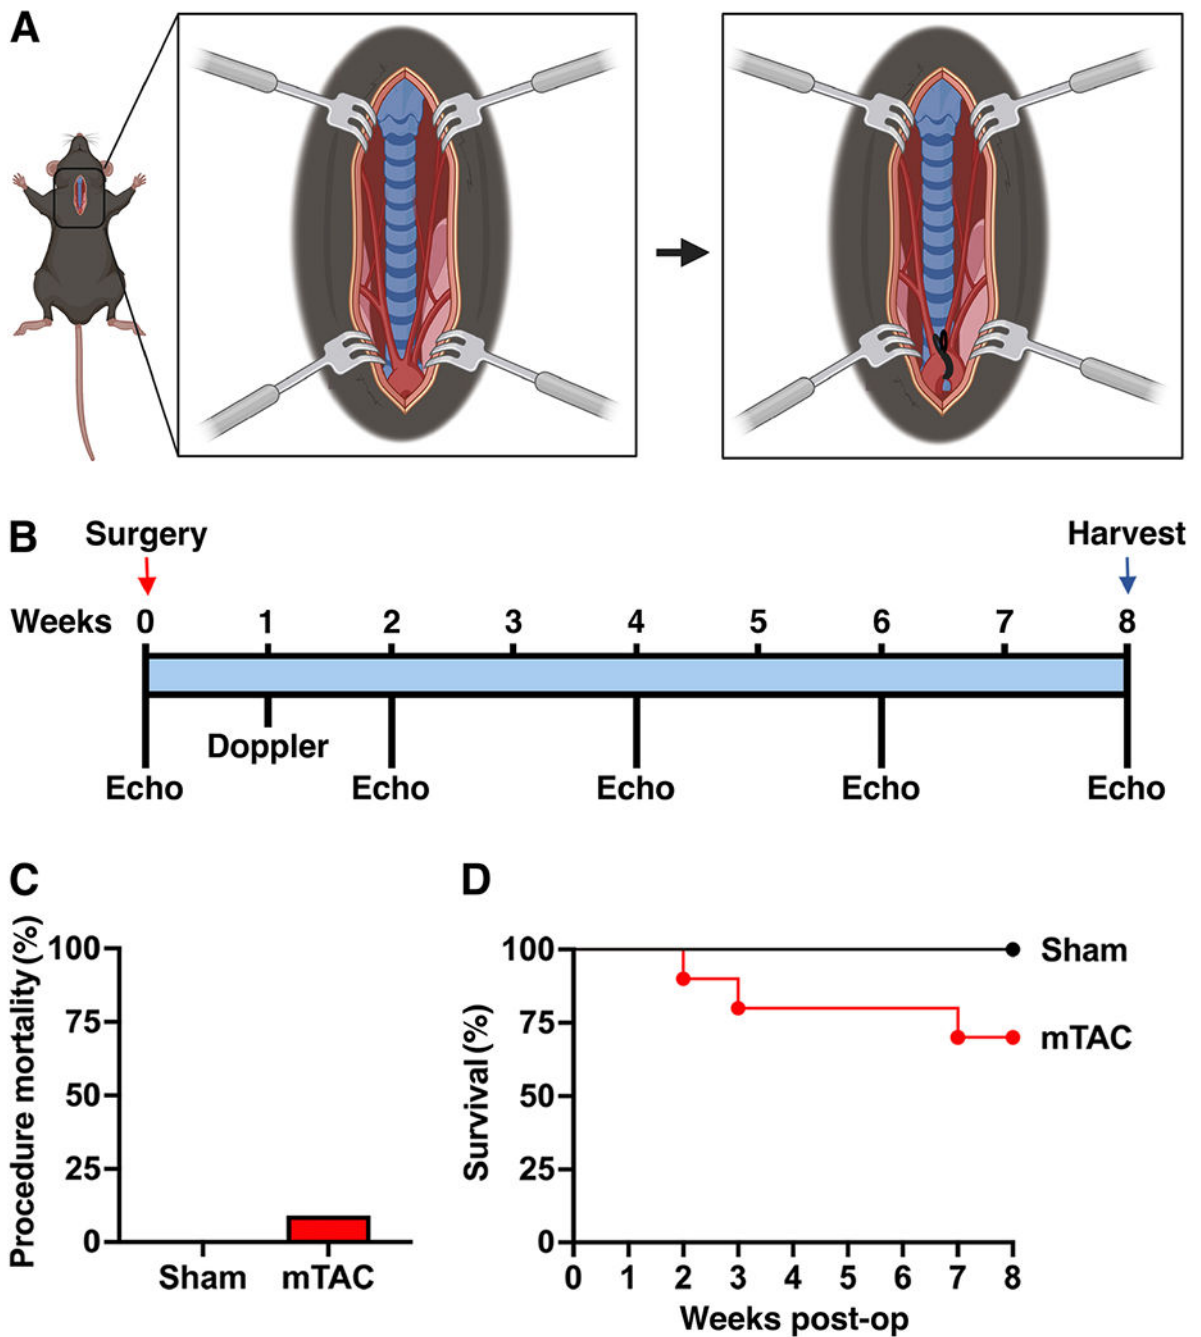 A
B
Surgery
Harvest
Weeks 0 1 2 3 4 5 6 7 8
Doppler
Echo Echo Echo Echo Echo
C
Procedure mortality (%)
100
75
50
25
0
Sham mTAC
D
Survival (%)
100
75
50
25
0
Sham
mTAC
0 1 2 3 4 5 6 7 8
Weeks post-op